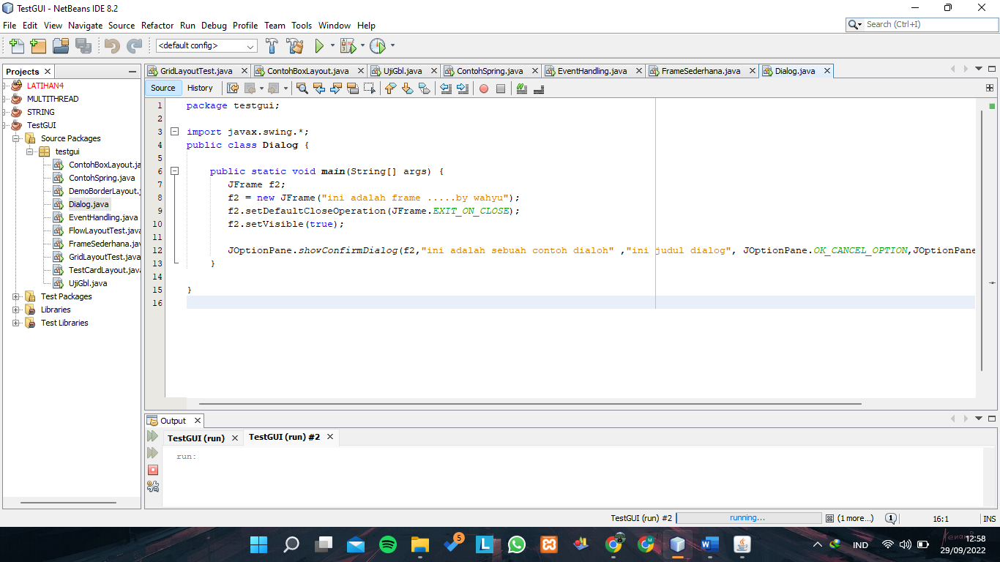 TestGUI - NetBeans IDE 8.2
File Edit View Navigate Source Refactor Run Debug Profile Team Tools Window Help
Search (Ctrl+I)
<default config>
Projects
LATIHAN4
MULTITHREAD
STRING
TestGUI
Source Packages
testgui
ContohBoxLayout.ja
ContohSpring.java
DemoBorderLayout.
Dialog.java
EventHandling.java
FlowLayoutTest.java
FrameSederhana.java
GridLayoutTest.java
TestCardLayout.java
UjiGbl.java
Test Packages
Libraries
Test Libraries
GridLayoutTest.java ContohBoxLayout.java UjiGbl.java ContohSpring.java EventHandling.java FrameSederhana.java Dialog.java
Source History
1 package testgui;
2
3 import javax.swing.*;
4 public class Dialog {
5
6 public static void main(String[] args) {
7 JFrame f2;
8 f2 = new JFrame("ini adalah frame .....by wahyu");
9 f2.setDefaultCloseOperation(JFrame.EXIT_ON_CLOSE);
10 f2.setVisible(true);
11
12 JOptionPane.showConfirmDialog(f2,"ini adalah sebuah contoh dialoh" ,"ini judul dialog", JOptionPane.OK_CANCEL_OPTION,JOptionPane
13 }
14
15 }
16
Output
TestGUI (run) TestGUI (run) #2
run:
TestGUI (run) #2 running... (1 more...) 1 16:1 INS
5
IND
12:58
29/09/2022